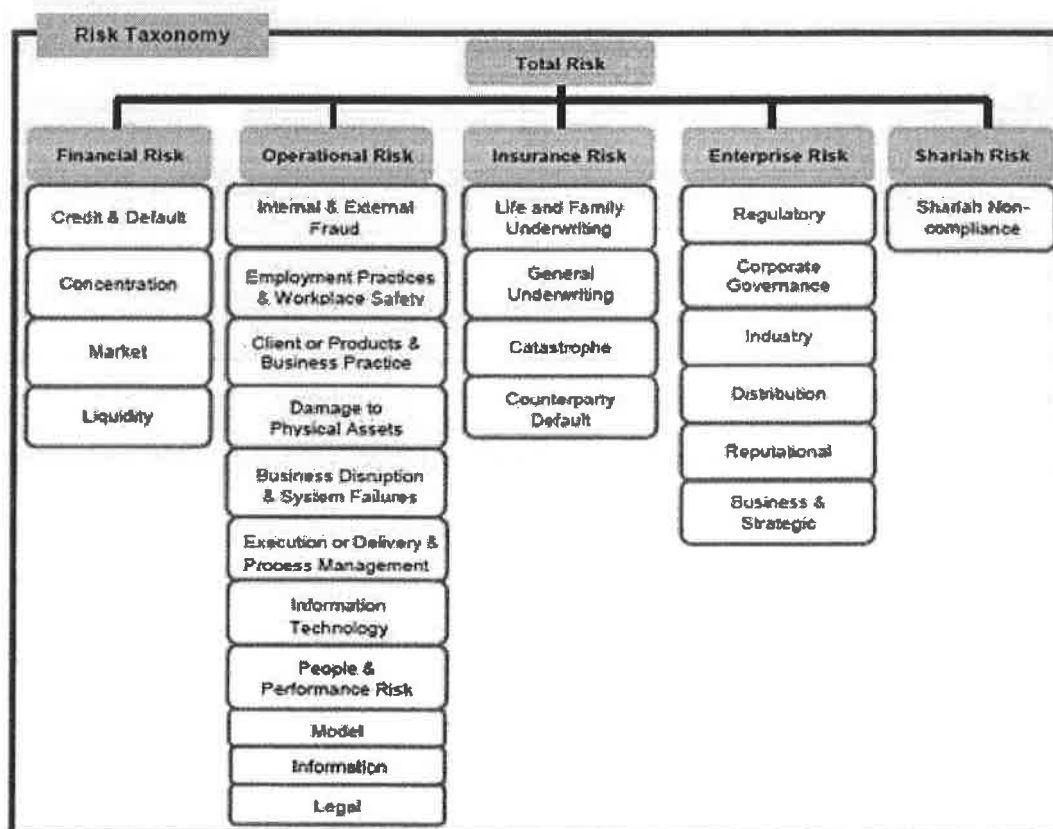 Risk Taxonomy
Total Risk
Financial Risk
Credit & Default
Concentration
Market
Liquidity
Operational Risk
Internal & External
Fraud
Employment Practices
& Workplace Safety
Client or Products &
Business Practice
Damage to
Physical Assets
Business Disruption
& System Failures
Execution or Delivery &
Process Management
Information
Technology
People &
Performance Risk
Model
Information
Legal
Insurance Risk
Life and Family
Underwriting
General
Underwriting
Catastrophe
Counterparty
Default
Enterprise Risk
Regulatory
Corporate
Governance
Industry
Distribution
Reputational
Business &
Strategic
Shariah Risk
Shariah Non-
compliance